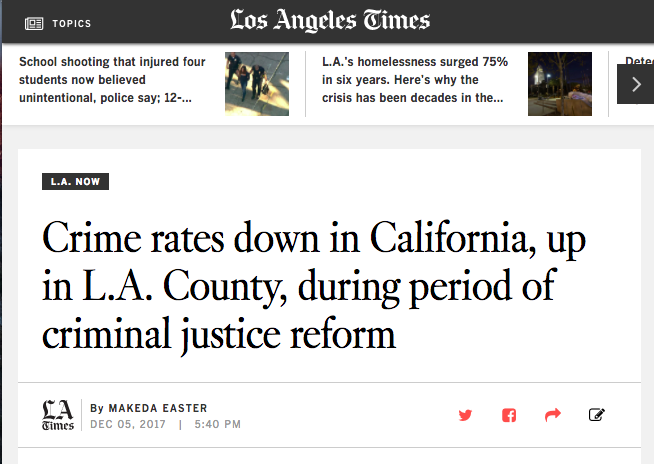 TOPICS
Los Angeles Times
School shooting that injured four
students now believed
unintentional, police say; 12-...
L.A.'s homelessness surged 75%
in six years. Here's why the
crisis has been decades in the...
L.A. NOW
Crime rates down in California, up
in L.A. County, during period of
criminal justice reform
LA
Times
By MAKEDA EASTER
DEC 05, 2017 | 5:40 PM